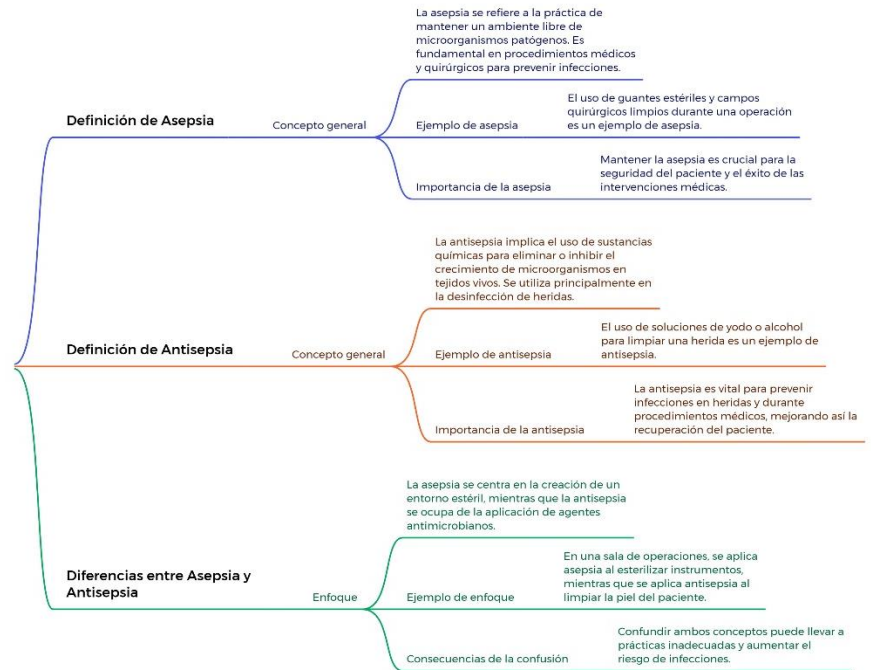 La asepsia se refiere a la práctica de
mantener un ambiente libre de
microorganismos patógenos. Es
fundamental en procedimientos médicos
y quirúrgicos para prevenir infecciones.
Definición de Asepsia
Concepto general
Ejemplo de asepsia
El uso de guantes estériles y campos
quirúrgicos limpios durante una operación
es un ejemplo de asepsia.
Importancia de la asepsia
Mantener la asepsia es crucial para la
seguridad del paciente y el éxito de las
intervenciones médicas.
La antisepsia implica el uso de sustancias
químicas para eliminar o inhibir el
crecimiento de microorganismos en
tejidos vivos. Se utiliza principalmente en
la desinfección de heridas.
Definición de Antisepsia
Concepto general
Ejemplo de antisepsia
El uso de soluciones de yodo o alcohol
para limpiar una herida es un ejemplo de
antisepsia.
Importancia de la antisepsia
La antisepsia es vital para prevenir
infecciones en heridas y durante
procedimientos médicos, mejorando así la
recuperación del paciente.
La asepsia se centra en la creación de un
entorno estéril, mientras que la antisepsia
se ocupa de la aplicación de agentes
antimicrobianos.
Diferencias entre Asepsia y
Antisepsia
Enfoque
Ejemplo de enfoque
En una sala de operaciones, se aplica
asepsia al esterilizar instrumentos,
mientras que se aplica antisepsia al
limpiar la piel del paciente.
Consecuencias de la confusión
Confundir ambos conceptos puede llevar a
prácticas inadecuadas y aumentar el
riesgo de infecciones.